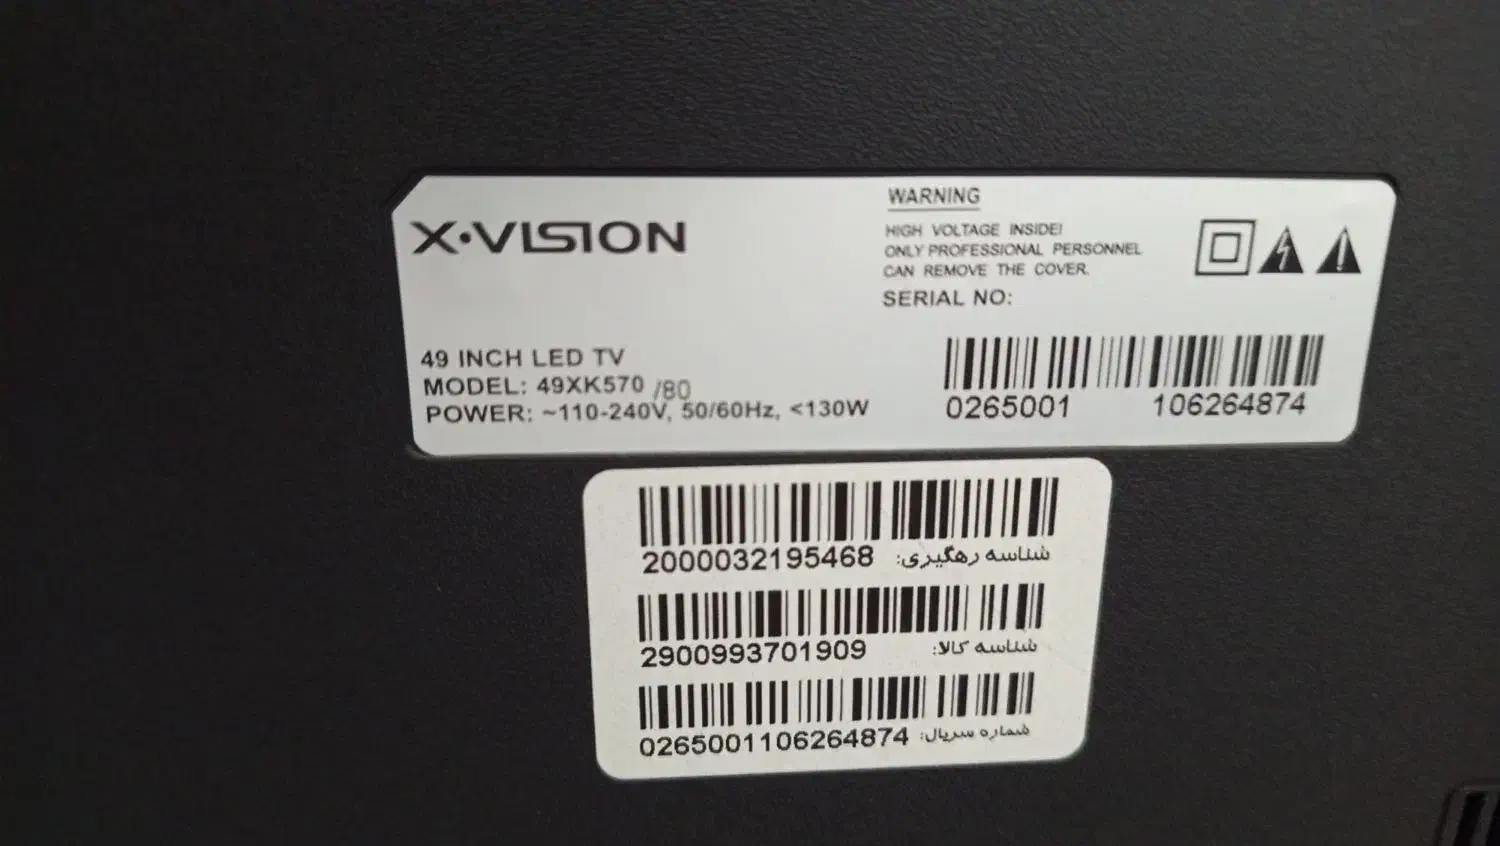 X·VISION
49 INCH LED TV
MODEL: 49XK570 /80
POWER: ~110-240V, 50/60Hz, <130W
WARNING
HIGH VOLTAGE INSIDE!
ONLY PROFESSIONAL PERSONNEL
CAN REMOVE THE COVER.
SERIAL NO:
0265001 106264874
شناسه رهگیری: 2000032195468
شناسه کالا: 2900993701909
شماره سریال: 0265001106264874